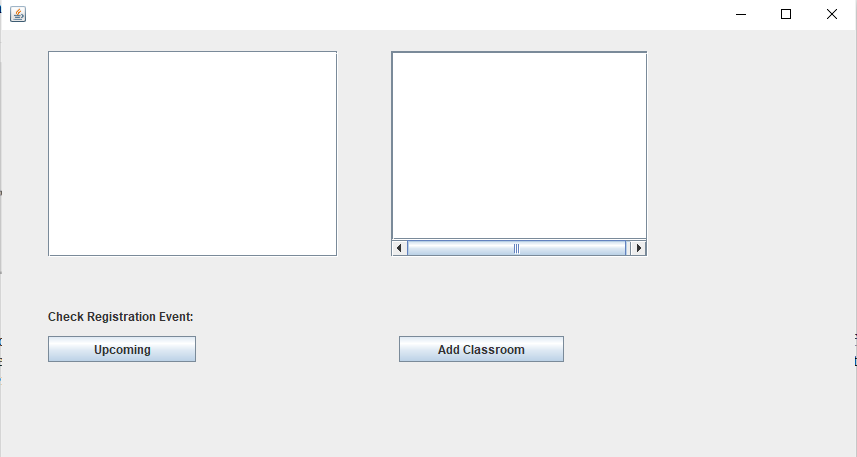 Check Registration Event:
Upcoming
Add Classroom